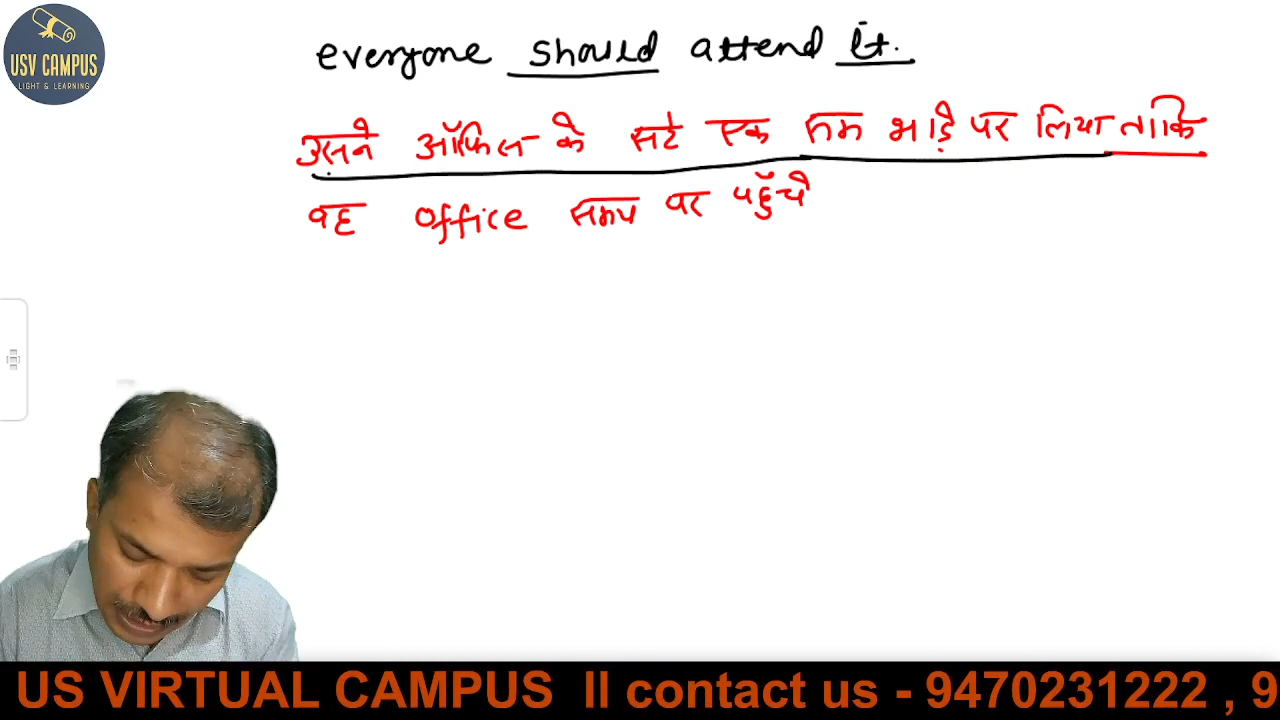 USV CAMPUS
LIGHT & LEARNING
everyone should attend it.
उसने ऑफिस के सटे एक रूम भाड़े पर लिया ताकि
वह office समय पर पहुँचे
US VIRTUAL CAMPUS II contact us - 9470231222 , 9